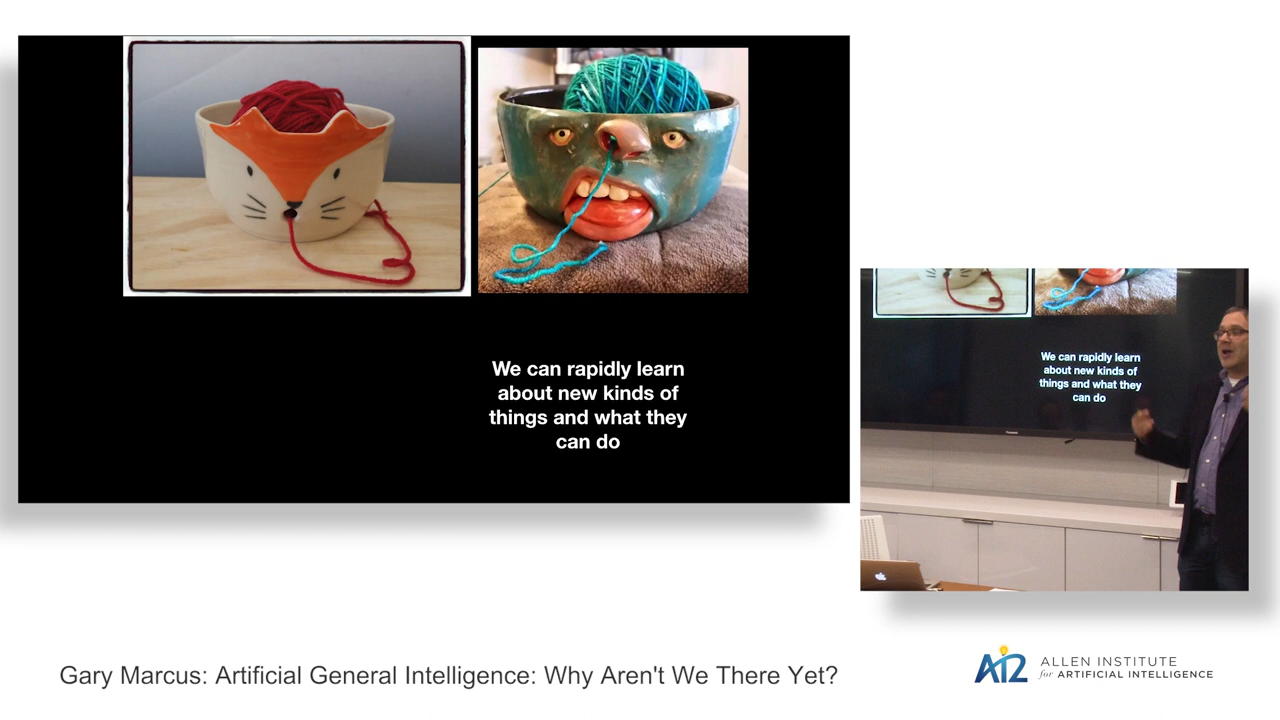 We can rapidly learn
about new kinds of
things and what they
can do
We can rapidly learn
about new kinds of
things and what they
can do
Gary Marcus: Artificial General Intelligence: Why Aren't We There Yet?
AI2
ALLEN INSTITUTE
for ARTIFICIAL INTELLIGENCE